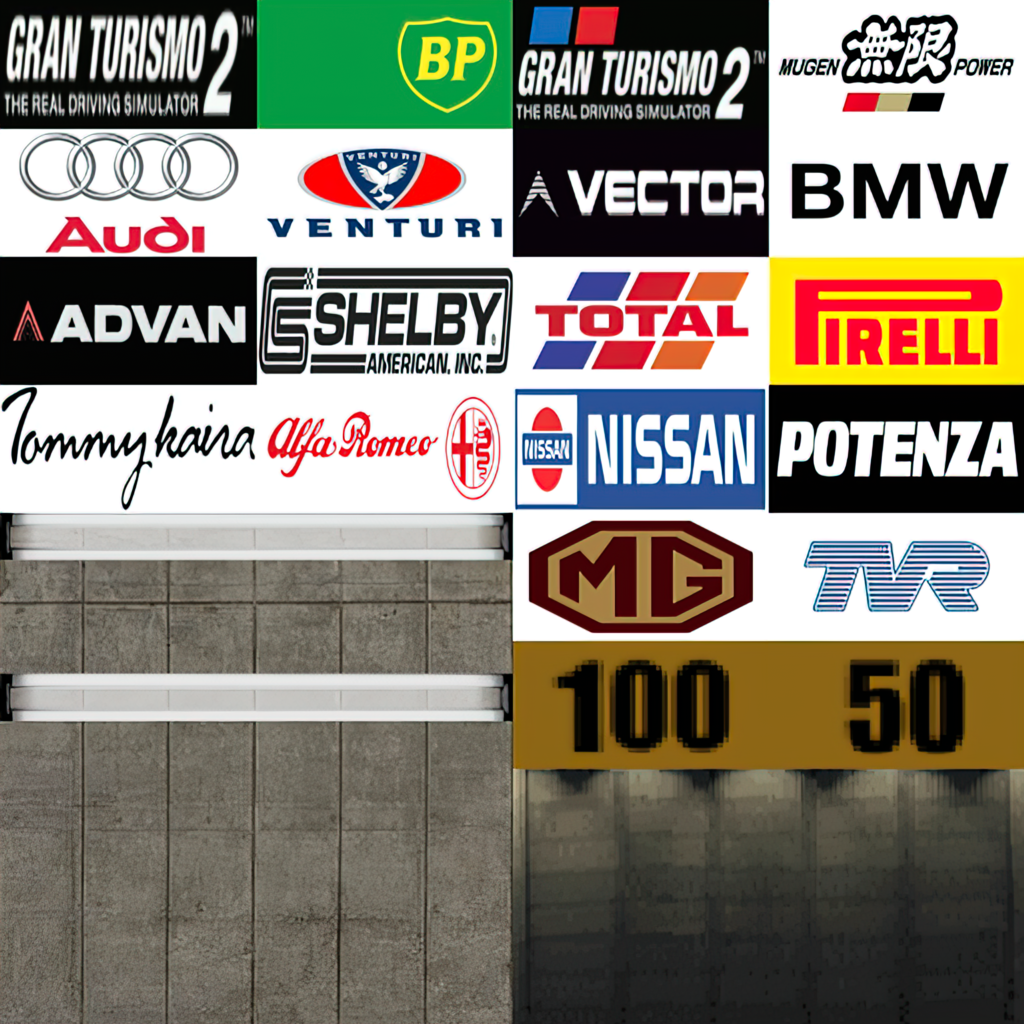 GRAN TURISMO 2™
THE REAL DRIVING SIMULATOR
BP
GRAN TURISMO 2™
THE REAL DRIVING SIMULATOR
MUGEN 無限 POWER
Audi
VENTURI
VENTURI
VECTOR
BMW
ADVAN
SHELBY®
AMERICAN, INC.
TOTAL
PIRELLI
Tommykaira
Alfa Romeo
NISSAN
NISSAN
POTENZA
MG
TVR
100
50